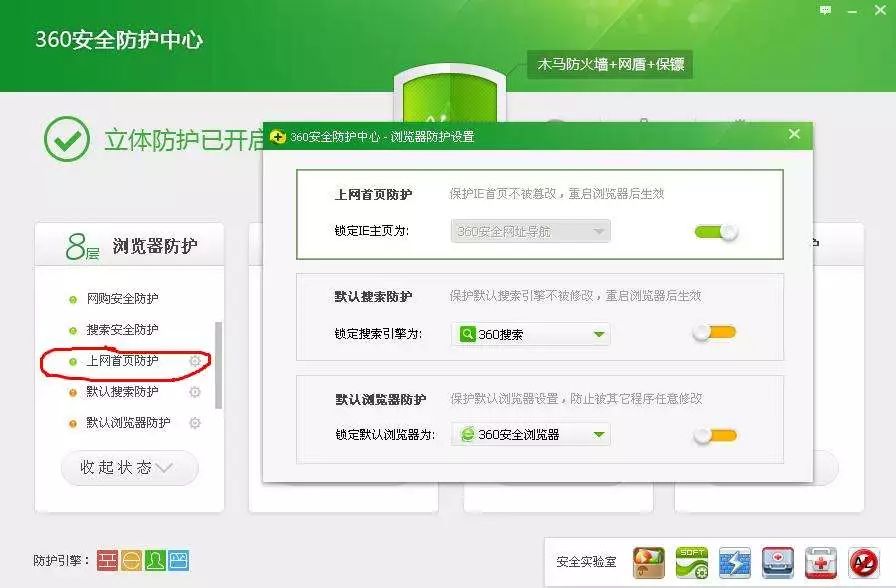 360安全防护中心
木马防火墙+网盾+保镖
立体防护已开启
360安全防护中心 - 浏览器防护设置
上网首页防护 保护IE首页不被篡改，重启浏览器后生效
锁定IE主页为: 360安全网址导航
默认搜索防护 保护默认搜索引擎不被修改，重启浏览器后生效
锁定搜索引擎为: 360搜索
默认浏览器防护 保护默认浏览器设置，防止被其它程序任意修改
锁定默认浏览器为: 360安全浏览器
8层 浏览器防护
网购安全防护
搜索安全防护
上网首页防护
默认搜索防护
默认浏览器防护
收起状态
防护引擎：
安全实验室
SOFT
AD